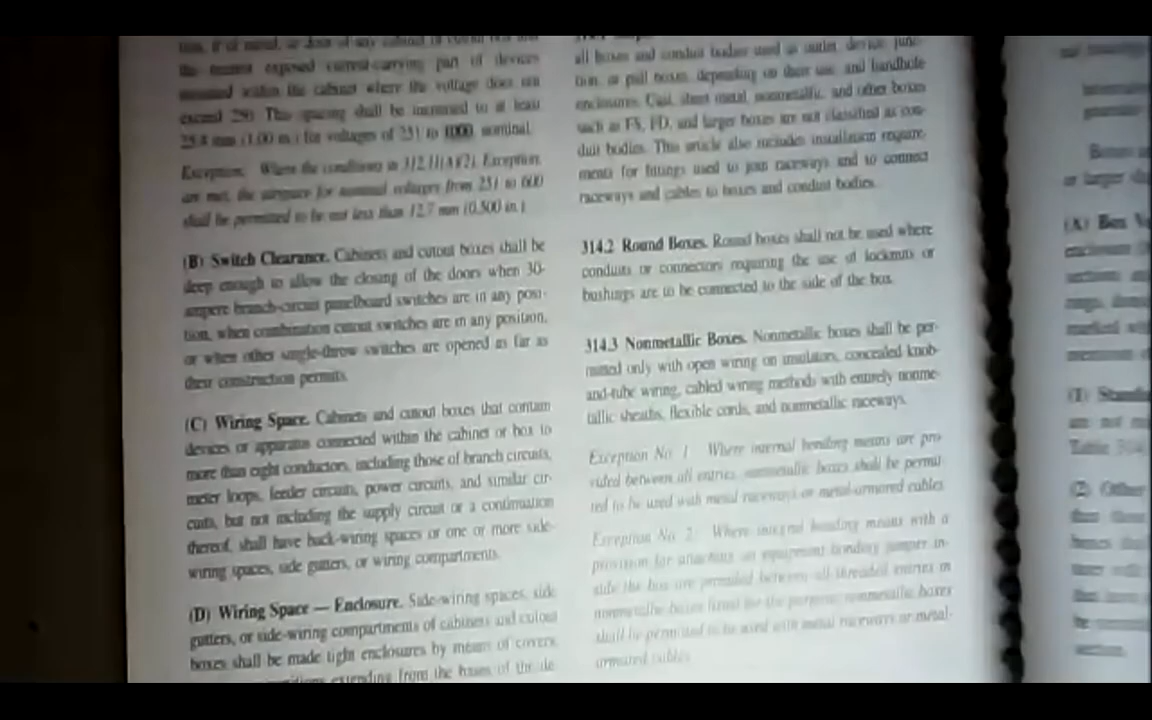 the nearest exposed current-carrying part of devices
mounted within the cabinet where the voltage does not
exceed 250. This spacing shall be increased to at least
25.4 mm (1.00 in.) for voltages of 251 to 1000, nominal.
Exception: Where the conditions in 312.11(A)(2), Exception,
are met, the airspace for nominal voltages from 251 to 600
shall be permitted to be not less than 12.7 mm (0.500 in.).
(B) Switch Clearance. Cabinets and cutout boxes shall be
deep enough to allow the closing of the doors when 30-
ampere branch-circuit panelboard switches are in any posi-
tion, when combination cutout switches are in any position,
or when other single-throw switches are opened as far as
their construction permits.
(C) Wiring Space. Cabinets and cutout boxes that contain
devices or apparatus connected within the cabinet or box to
more than eight conductors, including those of branch circuits,
meter loops, feeder circuits, power circuits, and similar cir-
cuits, but not including the supply circuit or a continuation
thereof, shall have back-wiring spaces or one or more side-
wiring spaces, side gutters, or wiring compartments.
(D) Wiring Space — Enclosure. Side-wiring spaces, side
gutters, or side-wiring compartments of cabinets and cutout
boxes shall be made tight enclosures by means of covers,
extending from the bases of the de-
all boxes and conduit bodies used as outlet, device, junc-
tion, or pull boxes, depending on their use, and handhole
enclosures. Cast, sheet metal, nonmetallic, and other boxes
such as FS, FD, and larger boxes are not classified as con-
duit bodies. This article also includes installation require-
ments for fittings used to join raceways and to connect
raceways and cables to boxes and conduit bodies.
314.2 Round Boxes. Round boxes shall not be used where
conduits or connectors requiring the use of locknuts or
bushings are to be connected to the side of the box.
314.3 Nonmetallic Boxes. Nonmetallic boxes shall be per-
mitted only with open wiring on insulators, concealed knob-
and-tube wiring, cabled wiring methods with entirely nonme-
tallic sheaths, flexible cords, and nonmetallic raceways.
Exception No. 1: Where internal bonding means are pro-
vided between all entries, nonmetallic boxes shall be permit-
ted to be used with metal raceways or metal-armored cables.
Exception No. 2: Where integral bonding means with a
provision for attaching an equipment bonding jumper in-
side the box are provided between all threaded entries in
nonmetallic boxes listed for the purpose, nonmetallic boxes
shall be permitted to be used with metal raceways or metal-
armored cables.
or larger
(A) Box